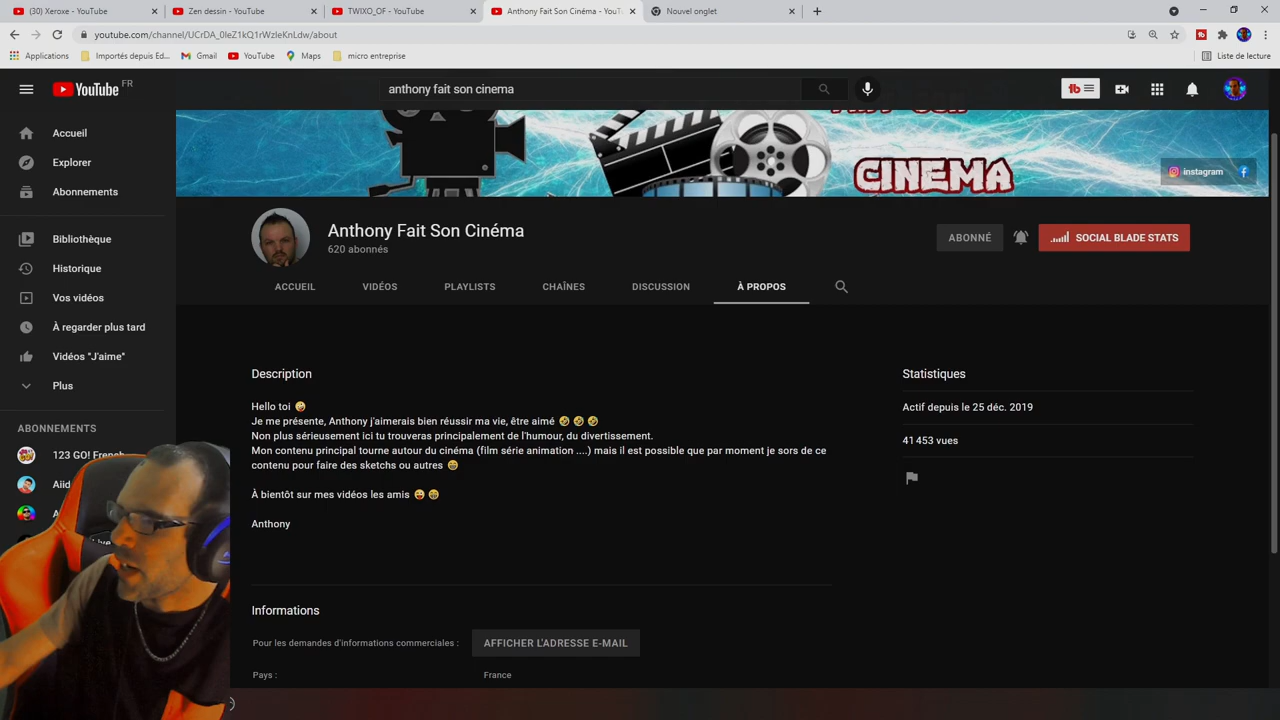 (30) Xeroxe - YouTube
Zen dessin - YouTube
TWIXO_OF - YouTube
Anthony Fait Son Cinéma - YouT
Nouvel onglet
youtube.com/channel/UCrDA_0leZ1kQ1rWzleKnLdw/about
Applications
Importés depuis Ed...
Gmail
YouTube
Maps
micro entreprise
Liste de lecture
YouTube FR
anthony fait son cinema
Accueil
Explorer
Abonnements
Bibliothèque
Historique
Vos vidéos
À regarder plus tard
Vidéos "J'aime"
Plus
ABONNEMENTS
123 GO! French
Aiid
CINEMA
instagram
Anthony Fait Son Cinéma
620 abonnés
ABONNÉ
SOCIAL BLADE STATS
ACCUEIL
VIDÉOS
PLAYLISTS
CHAÎNES
DISCUSSION
À PROPOS
Description
Hello toi 🤪
Je me présente, Anthony j'aimerais bien réussir ma vie, être aimé 🤣 🤣 🤣
Non plus sérieusement ici tu trouveras principalement de l'humour, du divertissement.
Mon contenu principal tourne autour du cinéma (film série animation ....) mais il est possible que par moment je sors de ce
contenu pour faire des sketchs ou autres 😁
À bientôt sur mes vidéos les amis 😜 😁
Anthony
Statistiques
Actif depuis le 25 déc. 2019
41 453 vues
Informations
Pour les demandes d'informations commerciales :
AFFICHER L'ADRESSE E-MAIL
Pays :
France